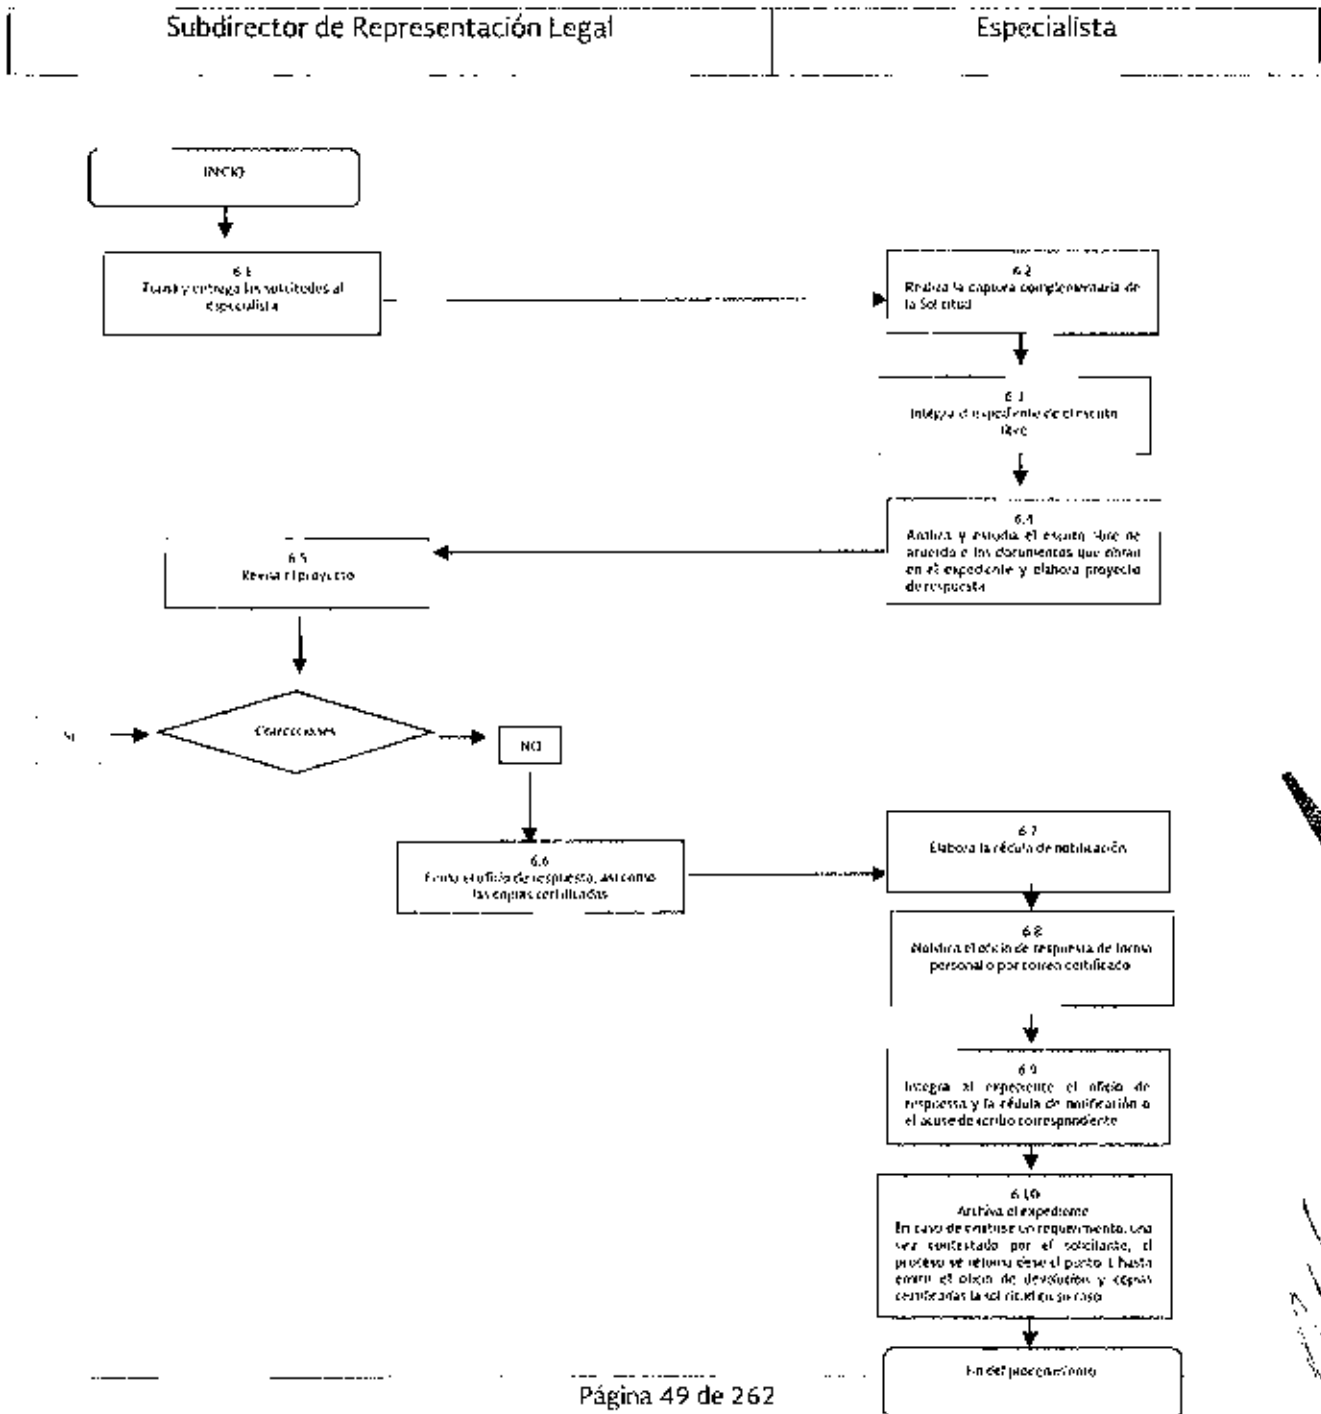 Subdirector de Representación Legal
Especialista
INICIO
6.1
Turna y entrega las solicitudes al
especialista
6.2
Realiza la captura complementaria de
la Solicitud
6.3
Integra el expediente de el escrito
libre
6.4
Analiza y estudia el escrito libre de
acuerdo a los documentos que obran
en el expediente y elabora proyecto
de respuesta
6.5
Revisa el proyecto
Correcciones
SI
NO
6.6
el oficio de respuesta, así como
las copias certificadas
6.7
Elabora la cédula de notificación
6.8
Notifica el oficio de respuesta de forma
personal o por correo certificado
6.9
Integra al expediente el oficio de
respuesta y la cédula de notificación o
el acuse de recibo correspondiente
6.10
Archiva el expediente
En caso de un requerimiento, una
vez contestado por el solicitante, el
proceso se retoma dese el punto 1 hasta
emitir el oficio de devolución y copias
certificadas la solicitud en su caso
Fin del procedimiento
Página 49 de 262